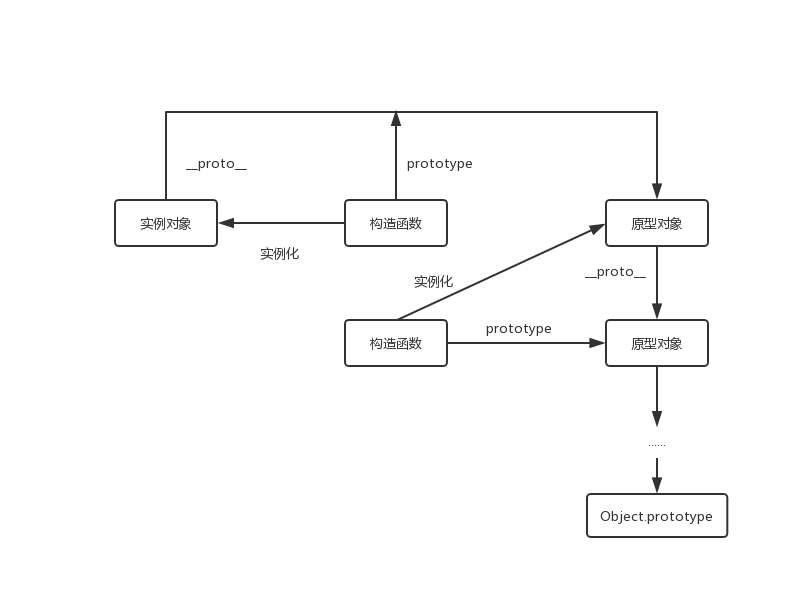 __proto__
prototype
实例对象
构造函数
原型对象
实例化
实例化
__proto__
构造函数
prototype
原型对象
......
Object.prototype